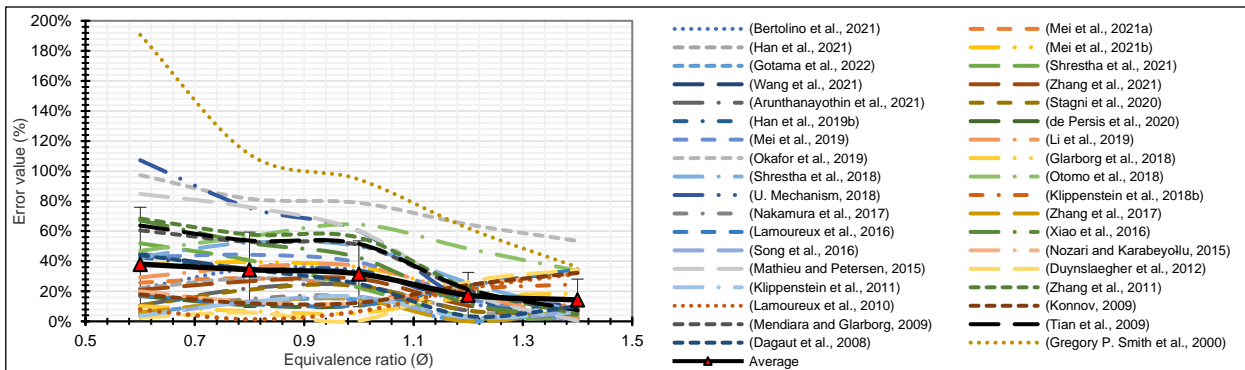 200%
180%
160%
140%
120%
100%
80%
60%
40%
20%
0%
Error value (%)
0.5 0.7 0.9 1.1 1.3 1.5
Equivalence ratio (Ø)
(Bertolino et al., 2021) (Mei et al., 2021a)
(Han et al., 2021) (Mei et al., 2021b)
(Gotama et al., 2022) (Shrestha et al., 2021)
(Wang et al., 2021) (Zhang et al., 2021)
(Arunthanayothin et al., 2021) (Stagni et al., 2020)
(Han et al., 2019b) (de Persis et al., 2020)
(Mei et al., 2019) (Li et al., 2019)
(Okafor et al., 2019) (Glarborg et al., 2018)
(Shrestha et al., 2018) (Otomo et al., 2018)
(U. Mechanism, 2018) (Klippenstein et al., 2018b)
(Nakamura et al., 2017) (Zhang et al., 2017)
(Lamoureux et al., 2016) (Xiao et al., 2016)
(Song et al., 2016) (Nozari and Karabeyoǁu, 2015)
(Mathieu and Petersen, 2015) (Duynslaegher et al., 2012)
(Klippenstein et al., 2011) (Zhang et al., 2011)
(Lamoureux et al., 2010) (Konnov, 2009)
(Mendiara and Glarborg, 2009) (Tian et al., 2009)
(Dagaut et al., 2008) (Gregory P. Smith et al., 2000)
Average